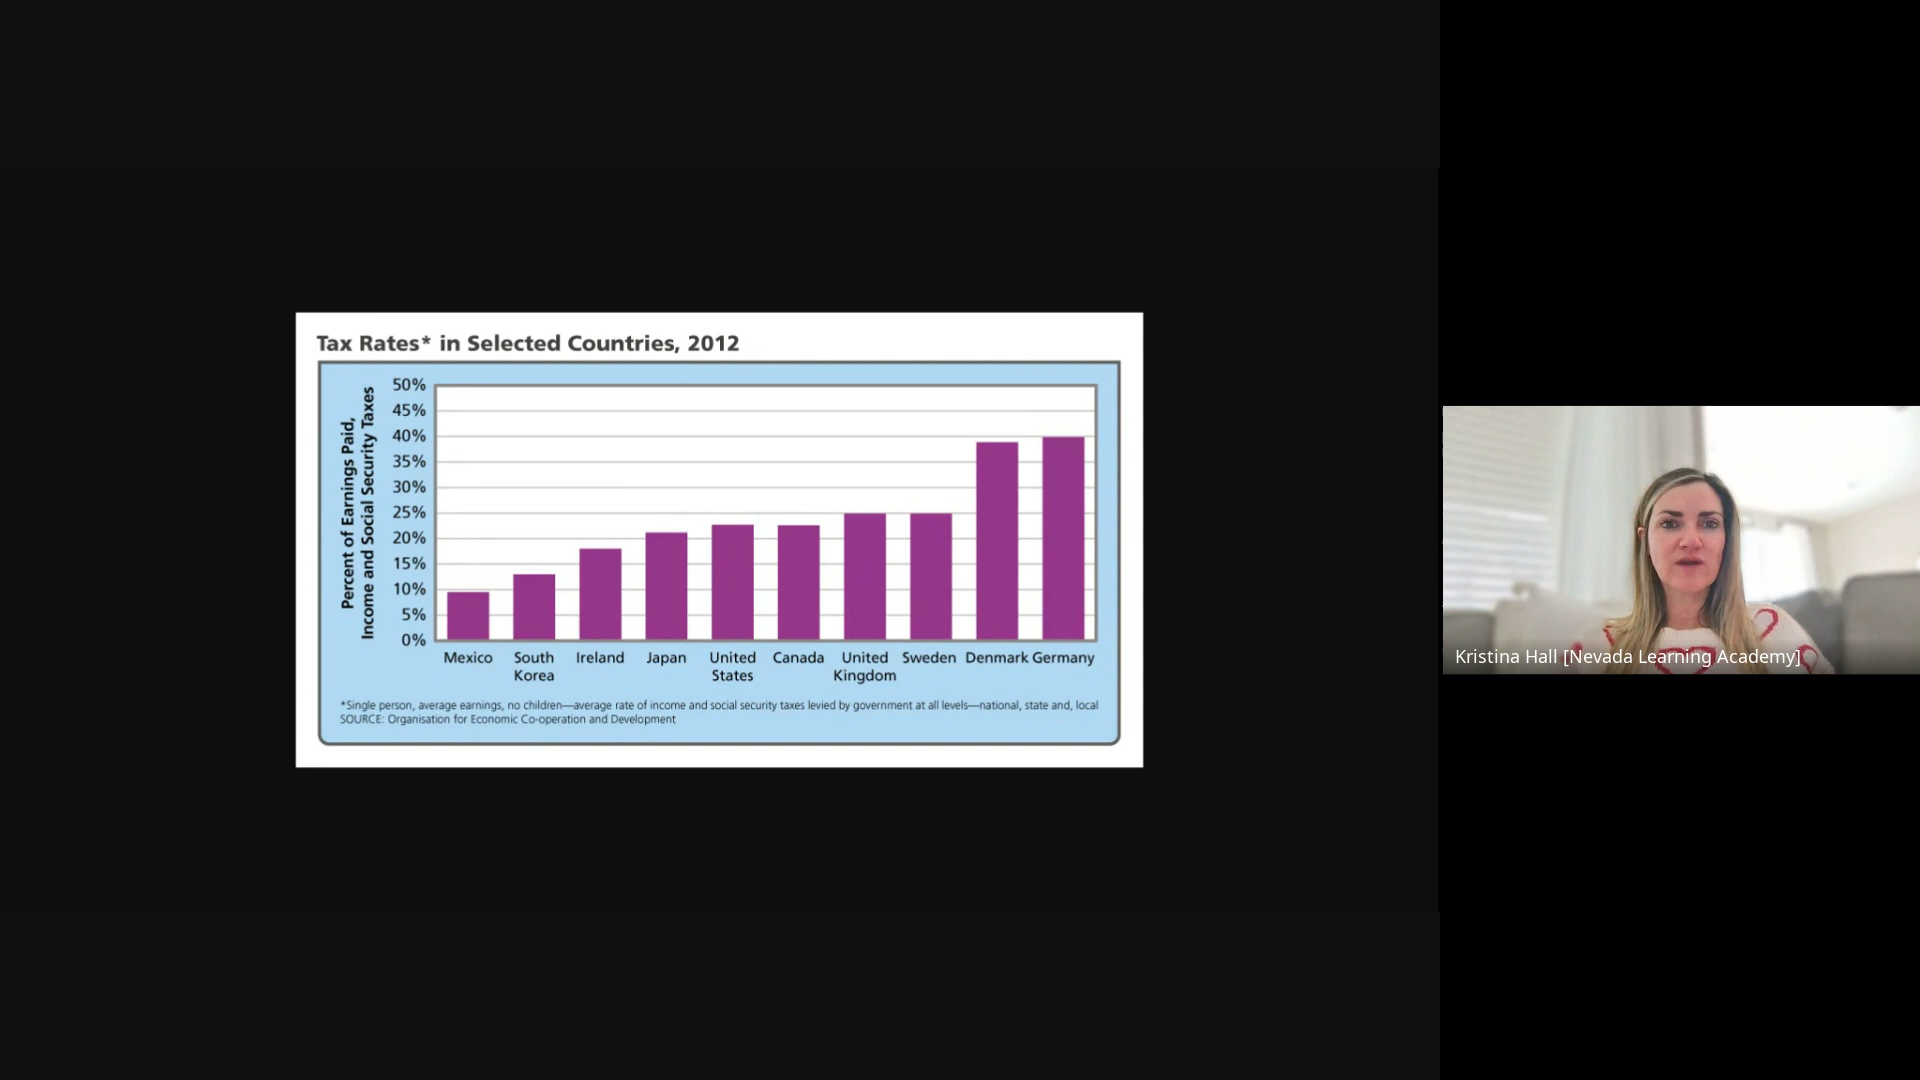 Tax Rates* in Selected Countries, 2012
Percent of Earnings Paid,
Income and Social Security Taxes
50%
45%
40%
35%
30%
25%
20%
15%
10%
5%
0%
Mexico
South
Korea
Ireland
Japan
United
States
Canada
United
Kingdom
Sweden
Denmark
Germany
*Single person, average earnings, no children—average rate of income and social security taxes levied by government at all levels—national, state and, local
SOURCE: Organisation for Economic Co-operation and Development
Kristina Hall [Nevada Learning Academy]